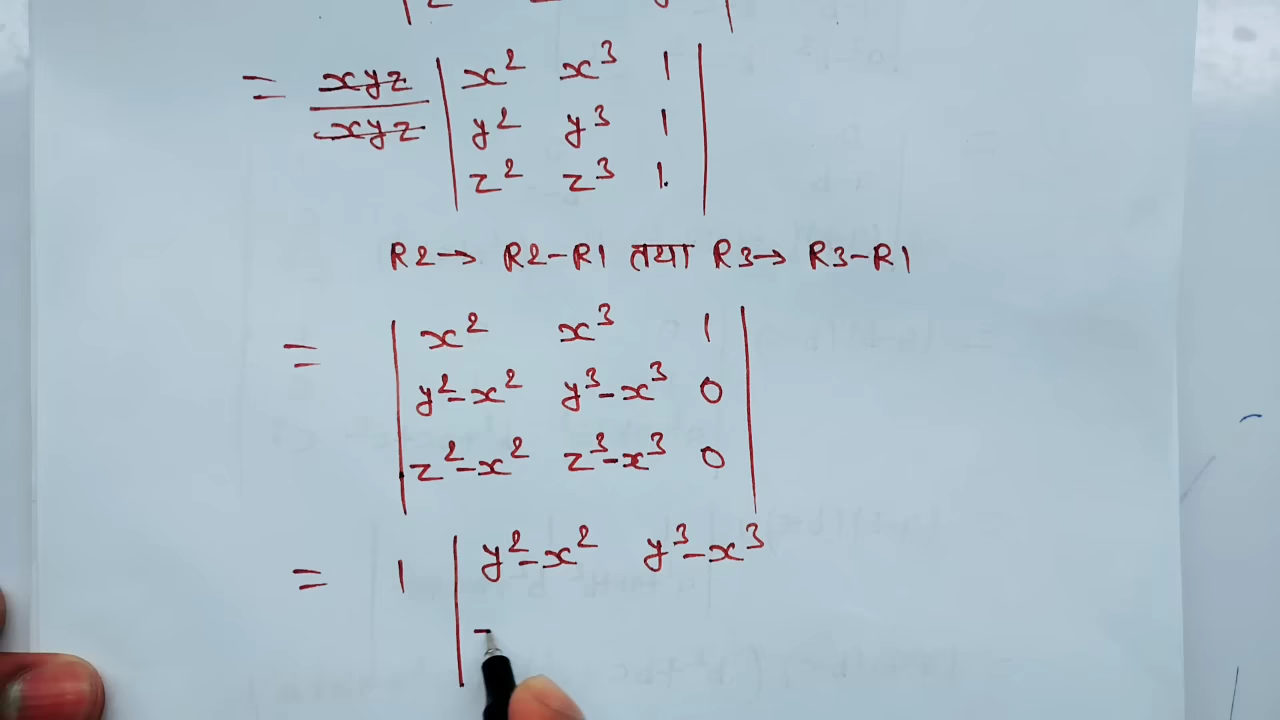 = xyz/xyz | x² x³ 1 |
| y² y³ 1 |
| z² z³ 1. |
R2→ R2-R1 तथा R3→ R3-R1
= | x² x³ 1 |
| y²-x² y³-x³ 0 |
| z²-x² z³-x³ 0 |
= 1 | y²-x² y³-x³